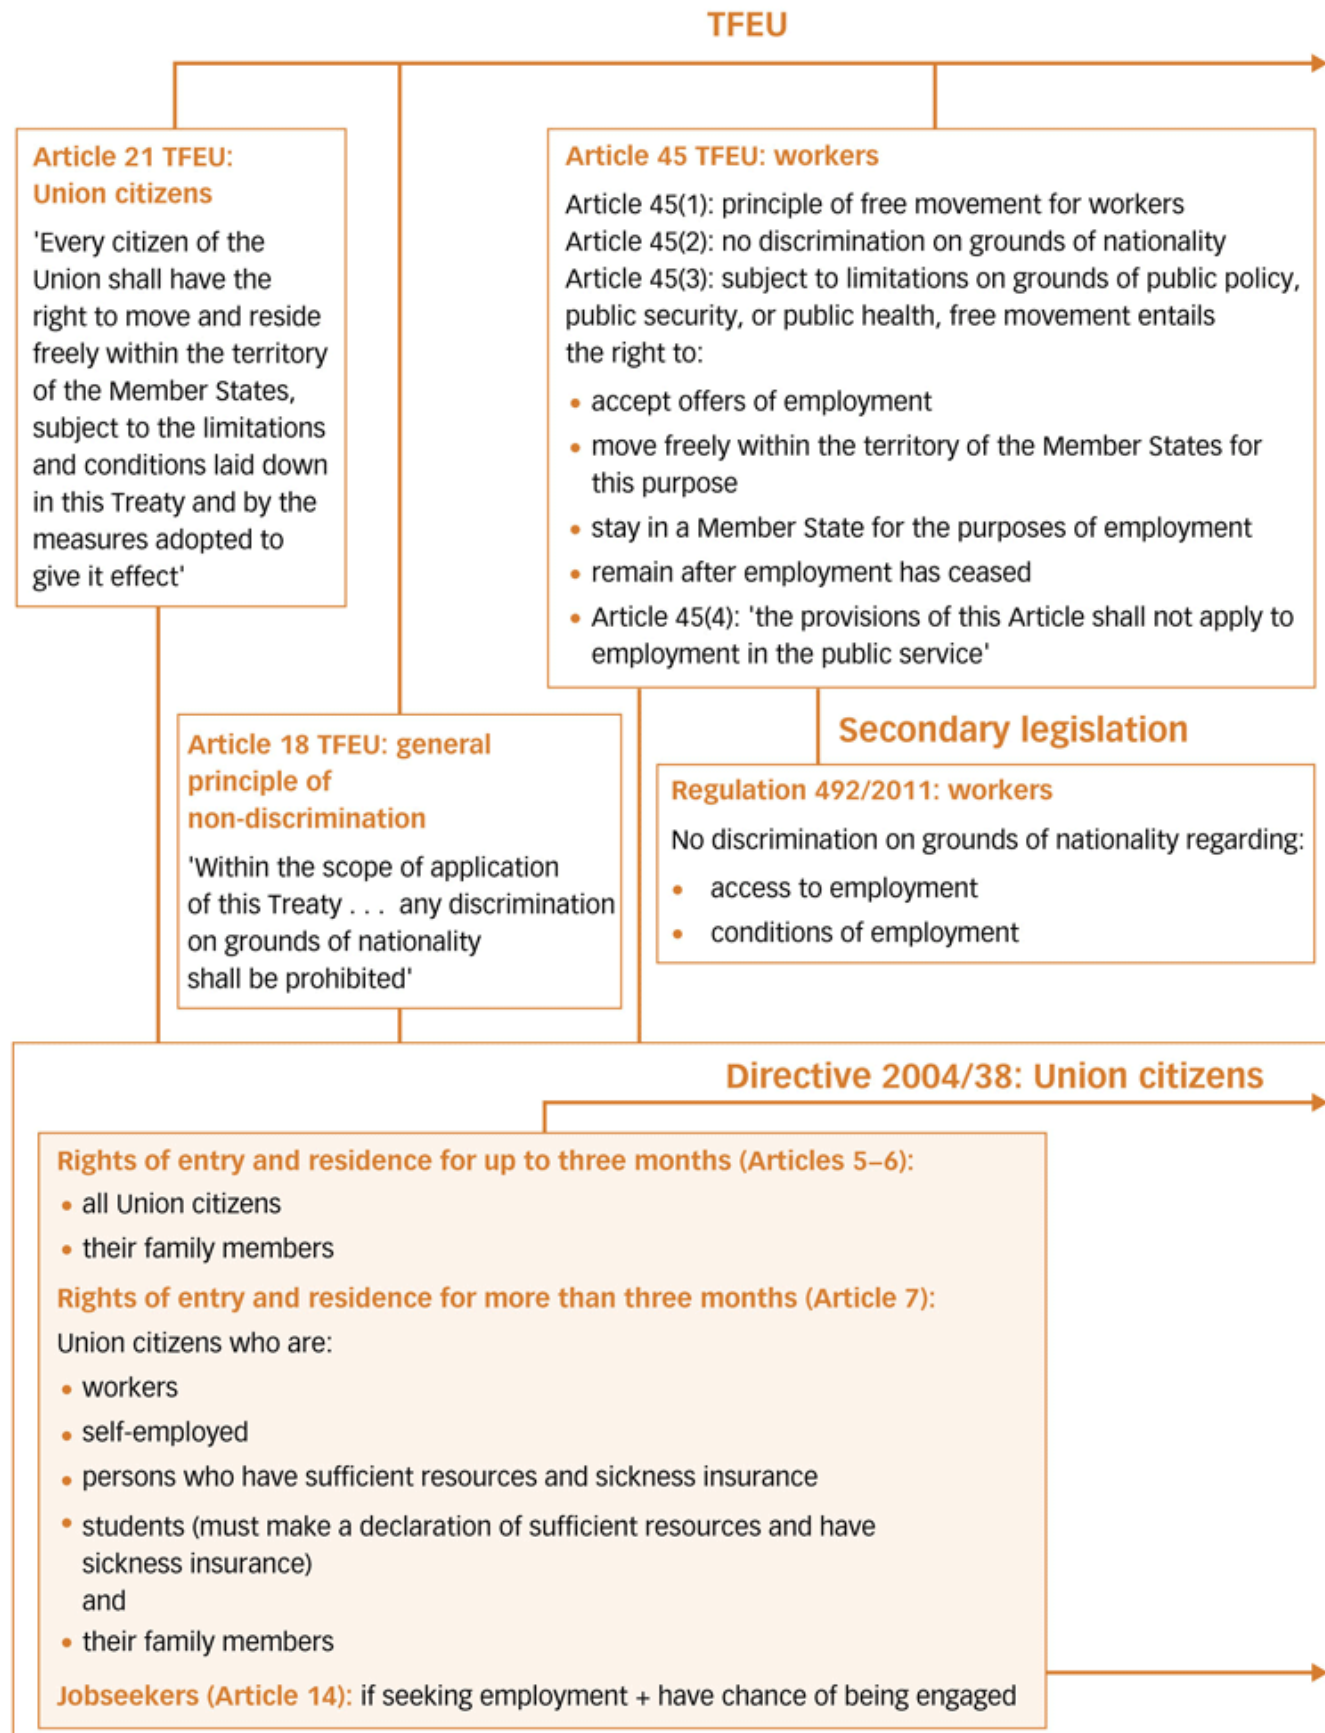 TFEU
Article 21 TFEU:
Union citizens
'Every citizen of the
Union shall have the
right to move and reside
freely within the territory
of the Member States,
subject to the limitations
and conditions laid down
in this Treaty and by the
measures adopted to
give it effect'
Article 45 TFEU: workers
Article 45(1): principle of free movement for workers
Article 45(2): no discrimination on grounds of nationality
Article 45(3): subject to limitations on grounds of public policy,
public security, or public health, free movement entails
the right to:
• accept offers of employment
• move freely within the territory of the Member States for
this purpose
• stay in a Member State for the purposes of employment
• remain after employment has ceased
• Article 45(4): 'the provisions of this Article shall not apply to
employment in the public service'
Article 18 TFEU: general
principle of
non-discrimination
'Within the scope of application
of this Treaty . . . any discrimination
on grounds of nationality
shall be prohibited'
Secondary legislation
Regulation 492/2011: workers
No discrimination on grounds of nationality regarding:
• access to employment
• conditions of employment
Directive 2004/38: Union citizens
Rights of entry and residence for up to three months (Articles 5–6):
• all Union citizens
• their family members
Rights of entry and residence for more than three months (Article 7):
Union citizens who are:
• workers
• self-employed
• persons who have sufficient resources and sickness insurance
• students (must make a declaration of sufficient resources and have
sickness insurance)
and
• their family members
Jobseekers (Article 14): if seeking employment + have chance of being engaged